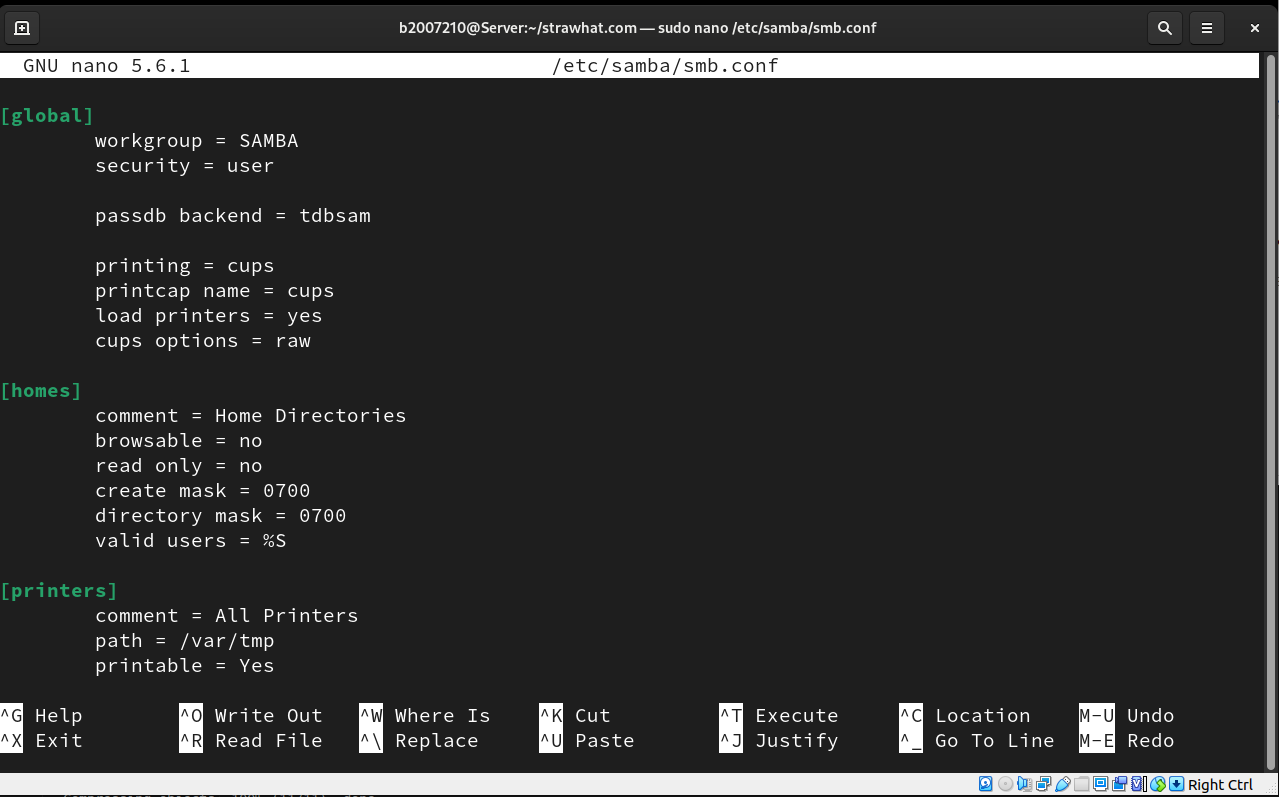 b2007210@Server:~/strawhat.com — sudo nano /etc/samba/smb.conf
GNU nano 5.6.1 /etc/samba/smb.conf
[global]
workgroup = SAMBA
security = user
passdb backend = tdbsam
printing = cups
printcap name = cups
load printers = yes
cups options = raw
[homes]
comment = Home Directories
browsable = no
read only = no
create mask = 0700
directory mask = 0700
valid users = %S
[printers]
comment = All Printers
path = /var/tmp
printable = Yes
^G Help ^O Write Out ^W Where Is ^K Cut ^T Execute ^C Location M-U Undo
^X Exit ^R Read File ^\ Replace ^U Paste ^J Justify ^_ Go To Line M-E Redo
Right Ctrl